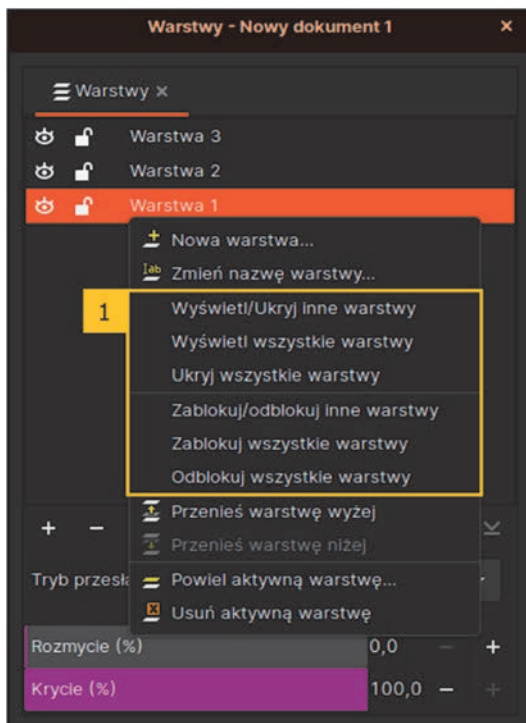 Warstwy - Nowy dokument 1 ×
Warstwy ×
Warstwa 3
Warstwa 2
Warstwa 1
Nowa warstwa...
Zmień nazwę warstwy...
1
Wyświetl/Ukryj inne warstwy
Wyświetl wszystkie warstwy
Ukryj wszystkie warstwy
Zablokuj/odblokuj inne warstwy
Zablokuj wszystkie warstwy
Odblokuj wszystkie warstwy
Przenieś warstwę wyżej
Przenieś warstwę niżej
Tryb przesła
Powiel aktywną warstwę...
Usuń aktywną warstwę
Rozmycie (%) 0,0 − +
Krycie (%) 100,0 − +